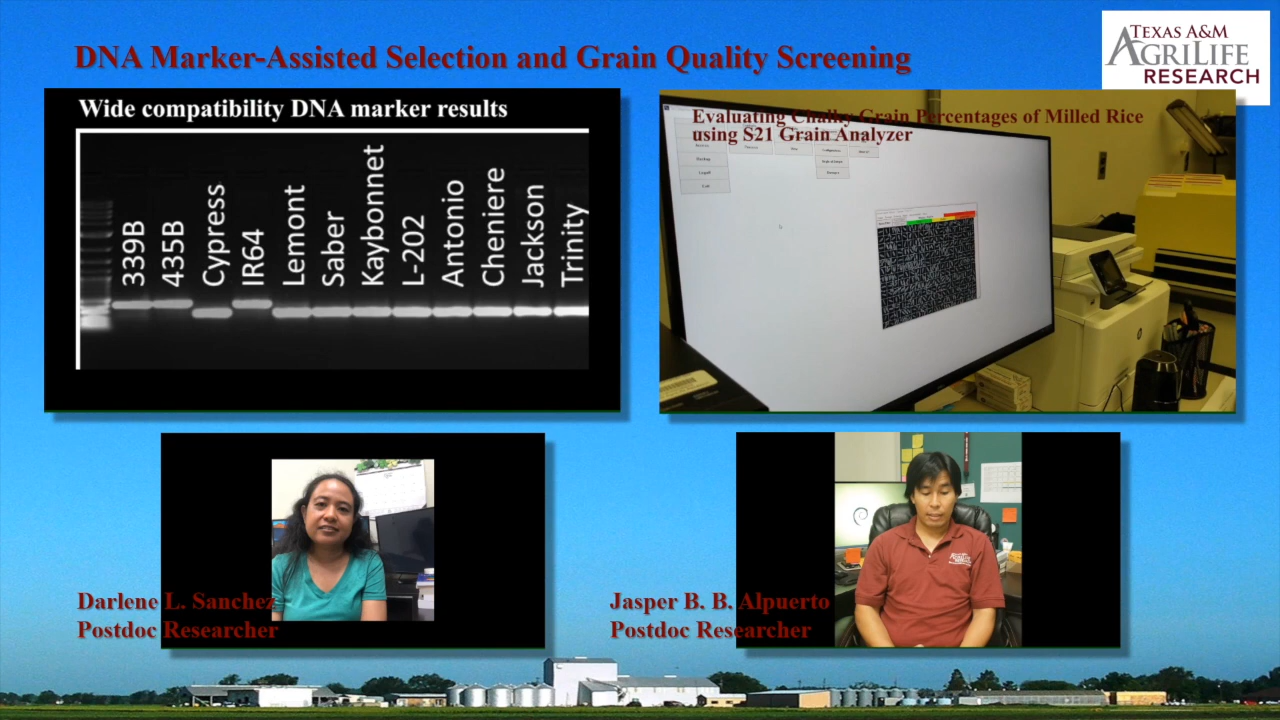 DNA Marker-Assisted Selection and Grain Quality Screening
TEXAS A&M
AGRILIFE
RESEARCH
Wide compatibility DNA marker results
339B
435B
Cypress
IR64
Lemont
Saber
Kaybonnet
L-202
Antonio
Cheniere
Jackson
Trinity
Evaluating Chalky Grain Percentages of Milled Rice
using S21 Grain Analyzer
Darlene L. Sanchez
Postdoc Researcher
Jasper B. B. Alpuerto
Postdoc Researcher